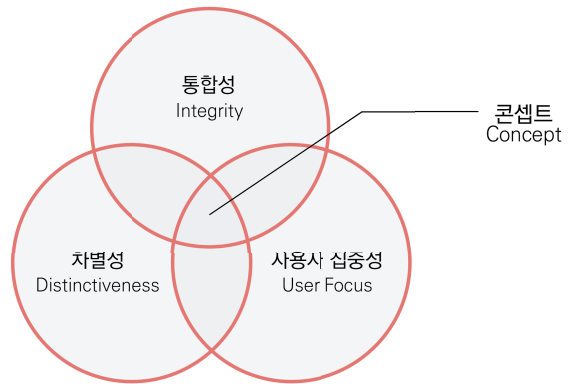 통합성
Integrity
콘셉트
Concept
차별성
Distinctiveness
사용사 십중성
User Focus